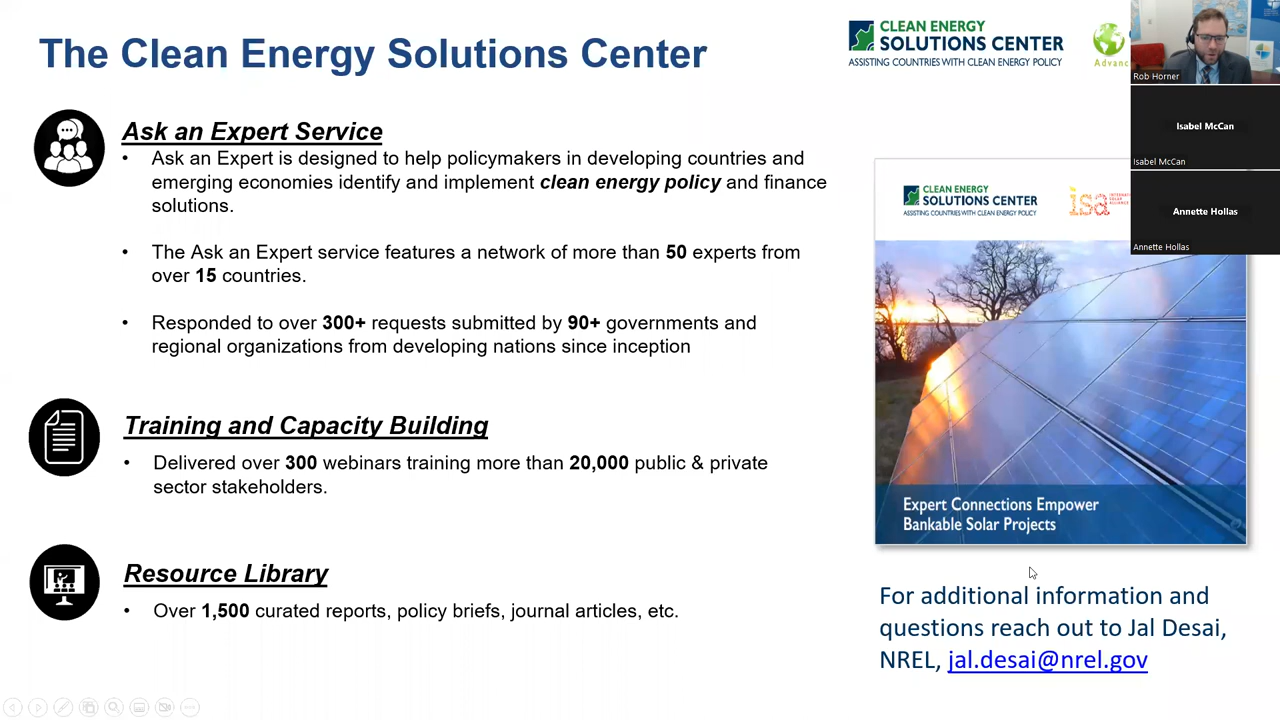 The Clean Energy Solutions Center
CLEAN ENERGY
SOLUTIONS CENTER
ASSISTING COUNTRIES WITH CLEAN ENERGY POLICY
Advanc
Rob Horner
Isabel McCan
Isabel McCan
Annette Hollas
Annette Hollas
Ask an Expert Service
• Ask an Expert is designed to help policymakers in developing countries and
emerging economies identify and implement clean energy policy and finance
solutions.
• The Ask an Expert service features a network of more than 50 experts from
over 15 countries.
• Responded to over 300+ requests submitted by 90+ governments and
regional organizations from developing nations since inception
Training and Capacity Building
• Delivered over 300 webinars training more than 20,000 public & private
sector stakeholders.
Resource Library
• Over 1,500 curated reports, policy briefs, journal articles, etc.
CLEAN ENERGY
SOLUTIONS CENTER
ASSISTING COUNTRIES WITH CLEAN ENERGY POLICY
isa
Expert Connections Empower
Bankable Solar Projects
For additional information and
questions reach out to Jal Desai,
NREL, jal.desai@nrel.gov